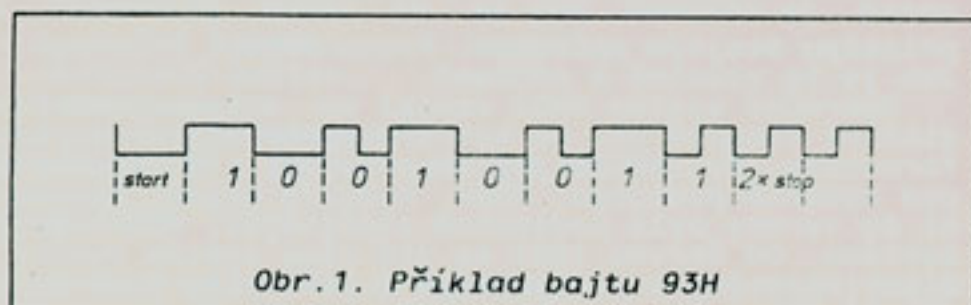 start 1 0 0 1 0 0 1 1 2× stop
Obr.1. Příklad bajtu 93H